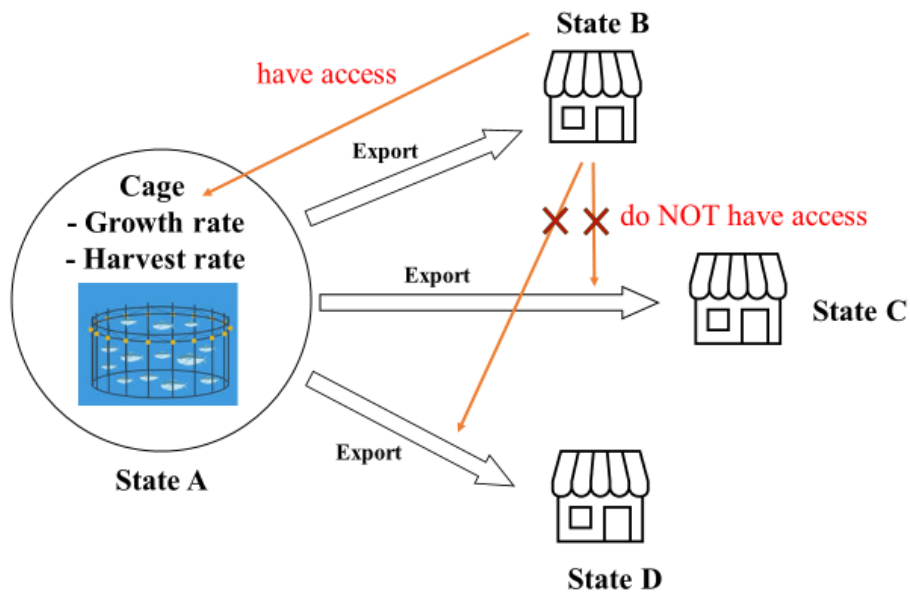 State B
have access
Export
Cage
- Growth rate
- Harvest rate
do NOT have access
Export
State C
Export
State A
State D